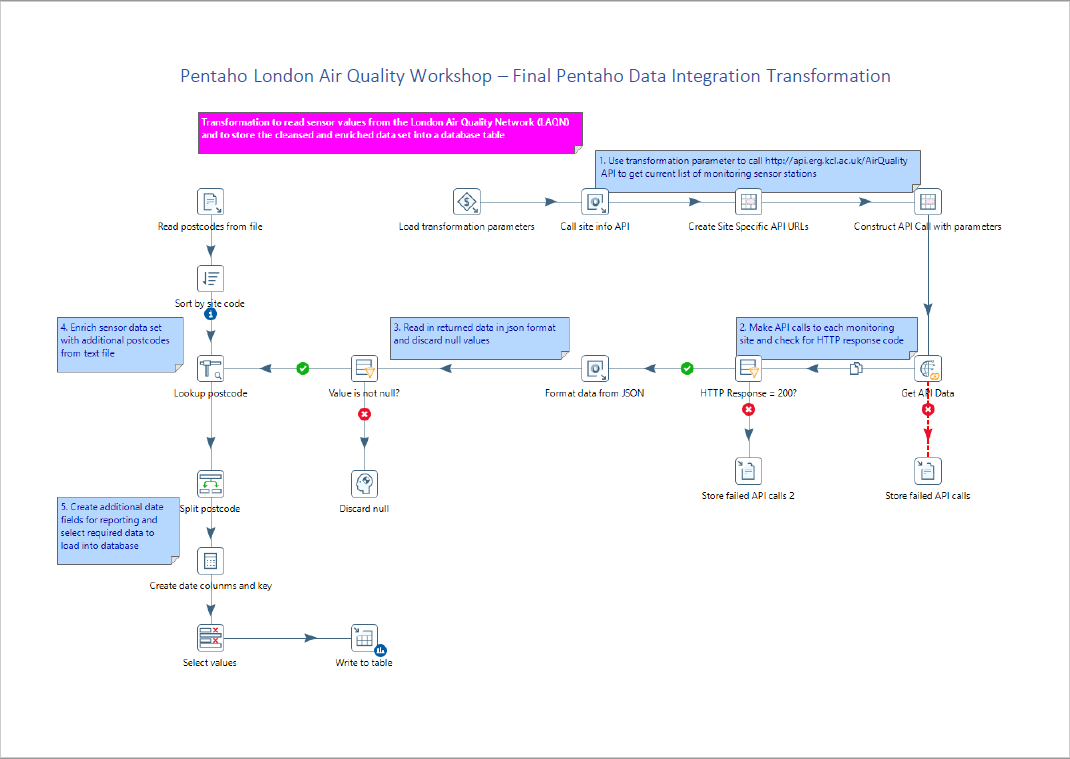 Pentaho London Air Quality Workshop – Final Pentaho Data Integration Transformation
Transformation to read sensor values from the London Air Quality Network (LAQN)
and to store the cleansed and enriched data set into a database table
1. Use transformation parameter to call http://api.erg.kcl.ac.uk/AirQuality
API to get current list of monitoring sensor stations
Read postcodes from file
Load transformation parameters
Call site info API
Create Site Specific API URLs
Construct API Call with parameters
Sort by site code
4. Enrich sensor data set
with additional postcodes
from text file
3. Read in returned data in json format
and discard null values
2. Make API calls to each monitoring
site and check for HTTP response code
Lookup postcode
Value is not null?
Format data from JSON
HTTP Response = 200?
Get API Data
Store failed API calls 2
Store failed API calls
5. Create additional date
fields for reporting and
select required data to
load into database
Split postcode
Discard null
Create date colunms and key
Select values
Write to table